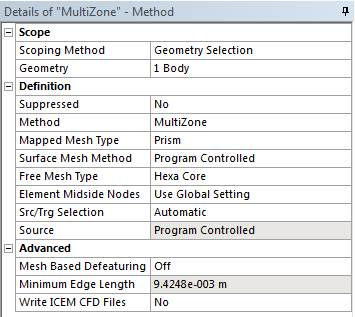 Details of "MultiZone" - Method
Scope
Scoping Method Geometry Selection
Geometry 1 Body
Definition
Suppressed No
Method MultiZone
Mapped Mesh Type Prism
Surface Mesh Method Program Controlled
Free Mesh Type Hexa Core
Element Midside Nodes Use Global Setting
Src/Trg Selection Automatic
Source Program Controlled
Advanced
Mesh Based Defeaturing Off
Minimum Edge Length 9.4248e-003 m
Write ICEM CFD Files No